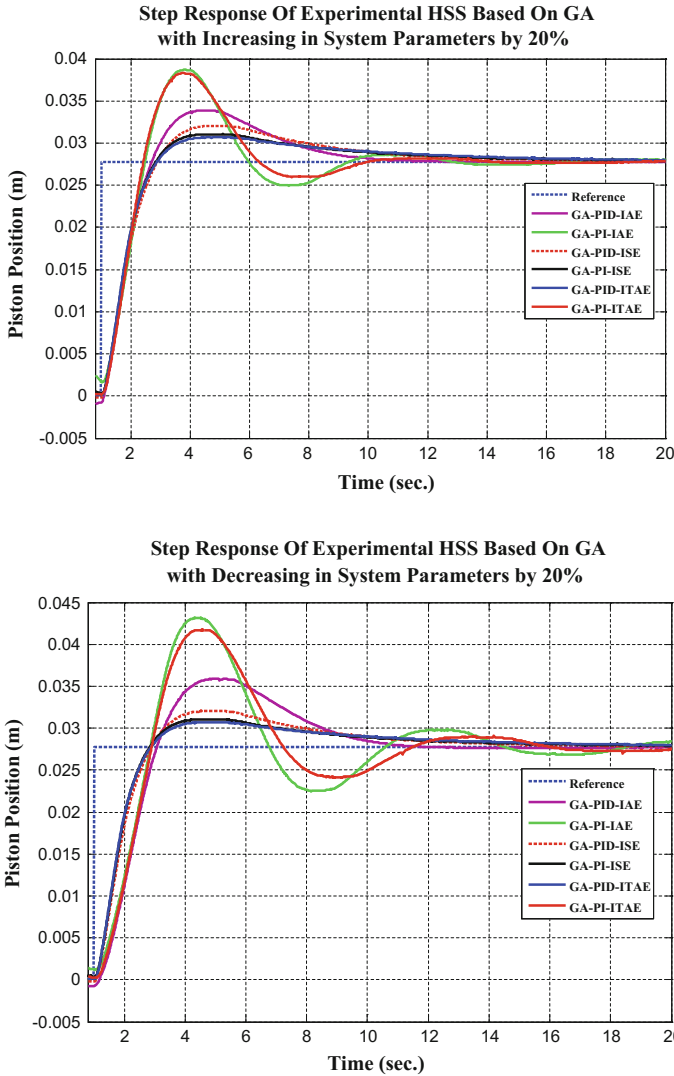 Step Response Of Experimental HSS Based On GA
with Increasing in System Parameters by 20%
0.04
0.035
0.03
0.025
0.02
0.015
0.01
0.005
0
-0.005
Piston Position (m)
Reference
GA-PID-IAE
GA-PI-IAE
GA-PID-ISE
GA-PI-ISE
GA-PID-ITAE
GA-PI-ITAE
2 4 6 8 10 12 14 16 18 20
Time (sec.)
Step Response Of Experimental HSS Based On GA
with Decreasing in System Parameters by 20%
0.045
0.04
0.035
0.03
0.025
0.02
0.015
0.01
0.005
0
-0.005
Piston Position (m)
Reference
GA-PID-IAE
GA-PI-IAE
GA-PID-ISE
GA-PI-ISE
GA-PID-ITAE
GA-PI-ITAE
2 4 6 8 10 12 14 16 18 20
Time (sec.)